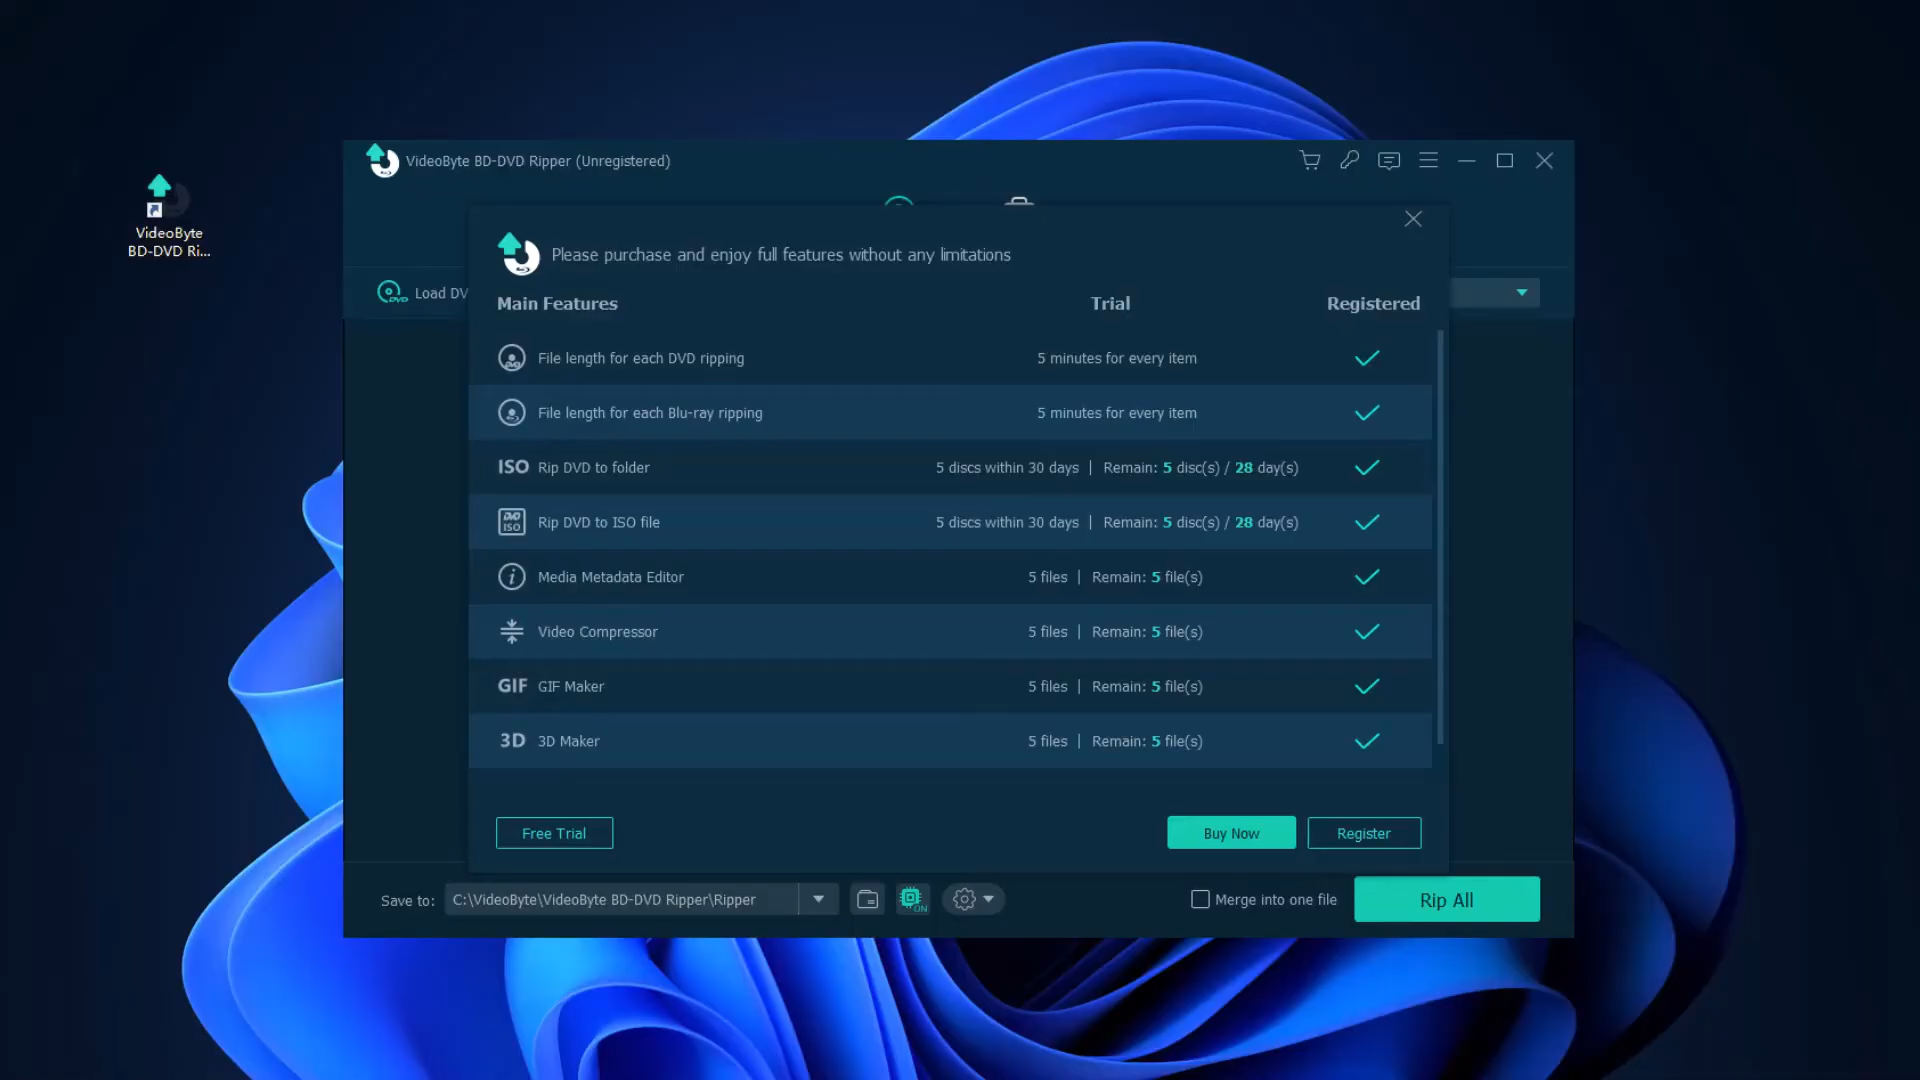 VideoByte
BD-DVD Ri...
VideoByte BD-DVD Ripper (Unregistered)
Load DV
Please purchase and enjoy full features without any limitations
Main Features Trial Registered
File length for each DVD ripping 5 minutes for every item
File length for each Blu-ray ripping 5 minutes for every item
ISO Rip DVD to folder 5 discs within 30 days | Remain: 5 disc(s) / 28 day(s)
DVD ISO Rip DVD to ISO file 5 discs within 30 days | Remain: 5 disc(s) / 28 day(s)
Media Metadata Editor 5 files | Remain: 5 file(s)
Video Compressor 5 files | Remain: 5 file(s)
GIF GIF Maker 5 files | Remain: 5 file(s)
3D 3D Maker 5 files | Remain: 5 file(s)
Free Trial Buy Now Register
Save to: C:\VideoByte\VideoByte BD-DVD Ripper\Ripper ON Merge into one file Rip All